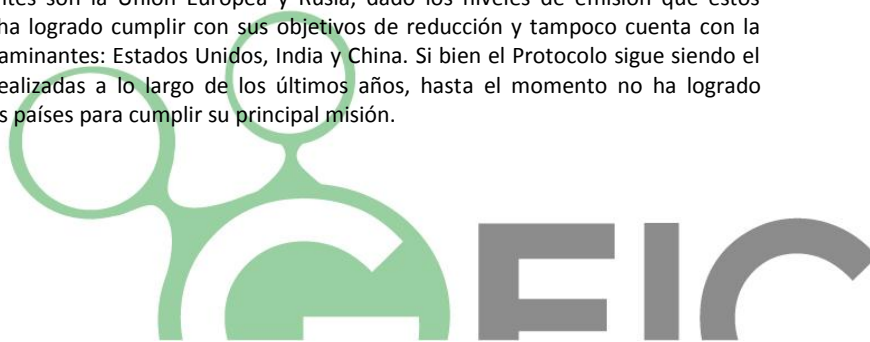 ntes son la Unión Europea y Rusia, dado los niveles de emisión que estos
ha logrado cumplir con sus objetivos de reducción y tampoco cuenta con la
aminantes: Estados Unidos, India y China. Si bien el Protocolo sigue siendo el
ealizadas a lo largo de los últimos años, hasta el momento no ha logrado
s países para cumplir su principal misión.
GEIC